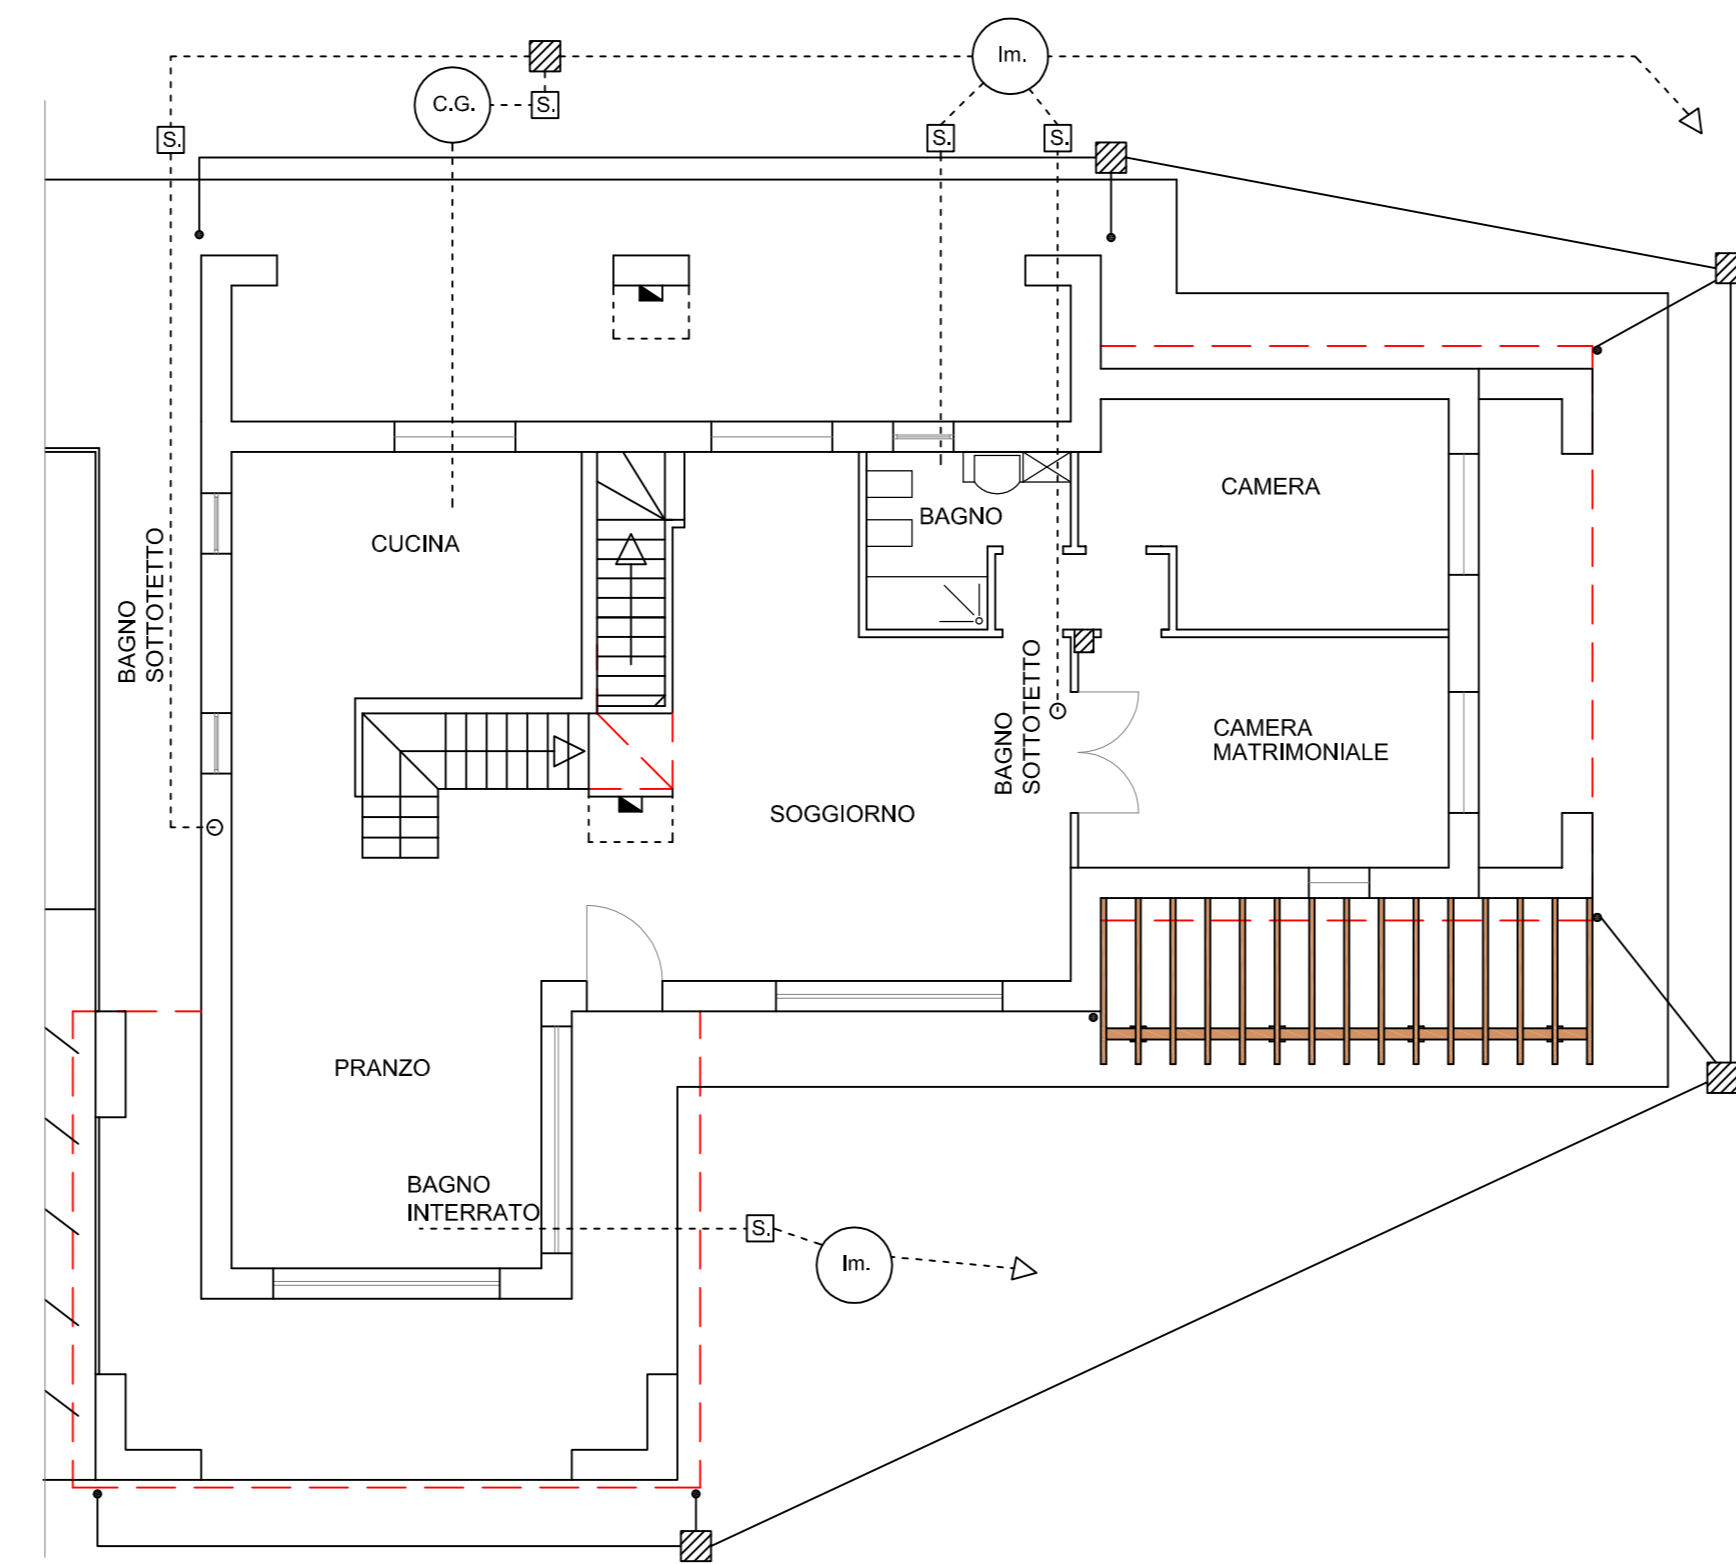 Im.
C.G.
S.
S.
S.
S.
CAMERA
BAGNO
CUCINA
BAGNO
SOTTOTETTO
BAGNO
SOTTOTETTO
CAMERA
MATRIMONIALE
SOGGIORNO
PRANZO
BAGNO
INTERRATO
S.
Im.